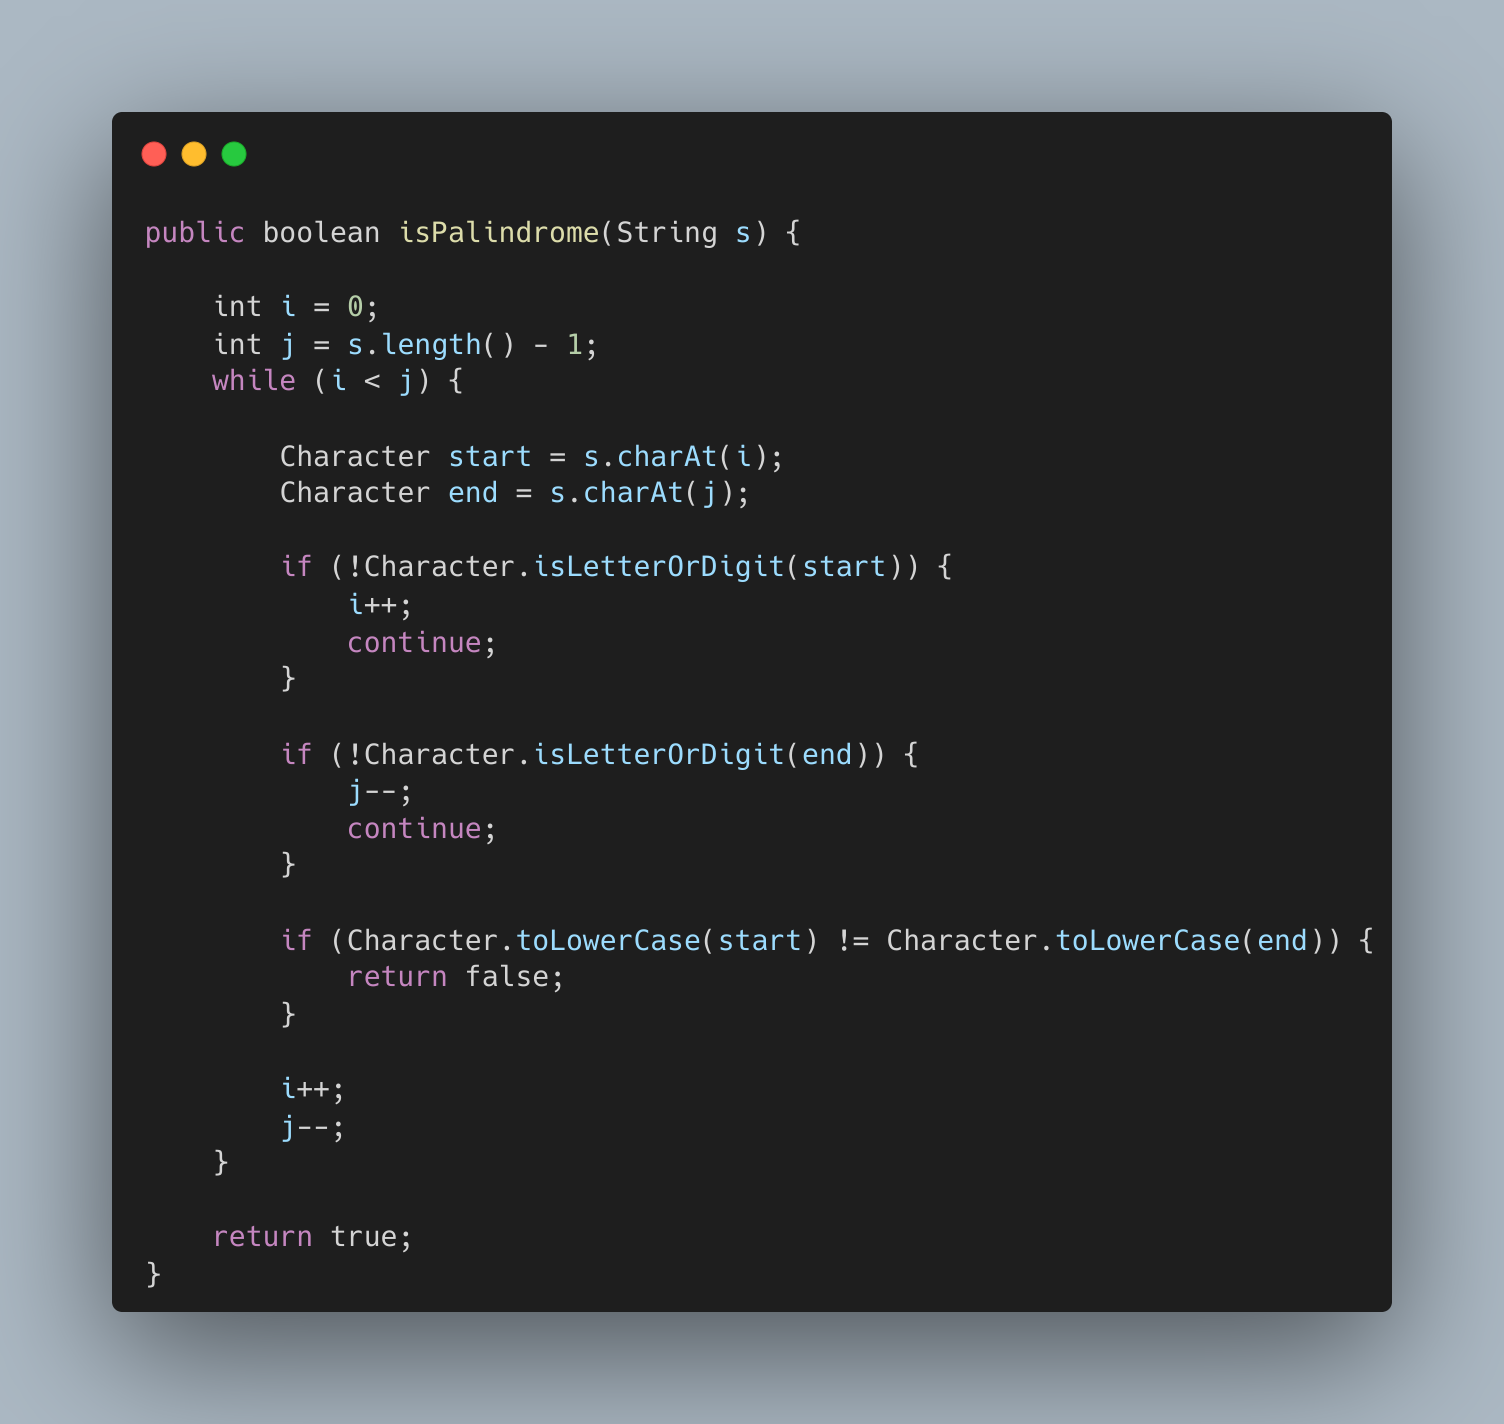 public boolean isPalindrome(String s) {
int i = 0;
int j = s.length() - 1;
while (i < j) {
Character start = s.charAt(i);
Character end = s.charAt(j);
if (!Character.isLetterOrDigit(start)) {
i++;
continue;
}
if (!Character.isLetterOrDigit(end)) {
j--;
continue;
}
if (Character.toLowerCase(start) != Character.toLowerCase(end)) {
return false;
}
i++;
j--;
}
return true;
}